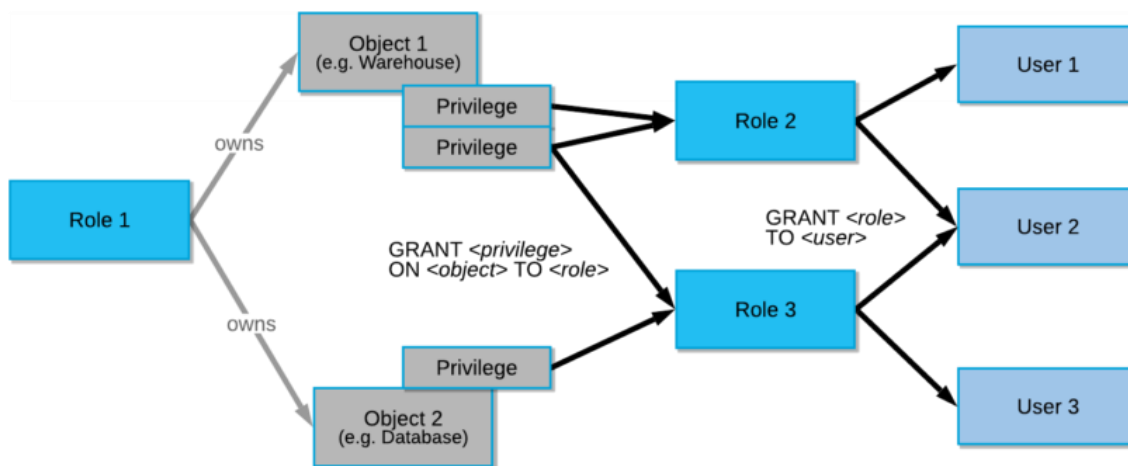 Object 1
(e.g. Warehouse)
Privilege
Privilege
owns
Role 1
owns
GRANT <privilege>
ON <object> TO <role>
Privilege
Object 2
(e.g. Database)
Role 2
GRANT <role>
TO <user>
Role 3
User 1
User 2
User 3